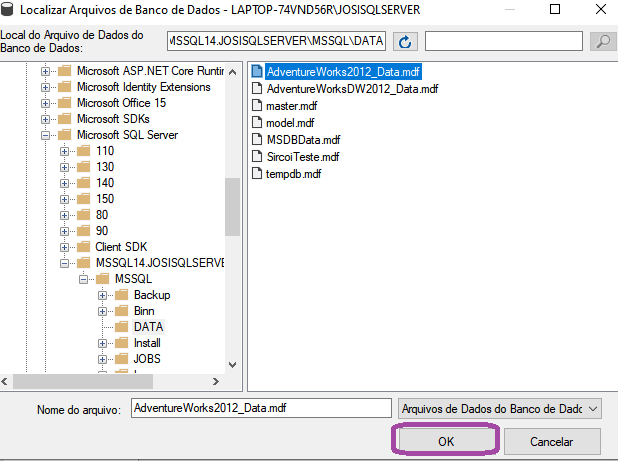 Localizar Arquivos de Banco de Dados - LAPTOP-74VND56R\JOSISQLSERVER
Local do Arquivo de Dados do
Banco de Dados:
MSSQL14.JOSISQLSERVER\MSSQL\DATA
Microsoft ASP.NET Core Runtin
Microsoft Identity Extensions
Microsoft Office 15
Microsoft SDKs
Microsoft SQL Server
110
130
140
150
80
90
Client SDK
MSSQL14.JOSISQLSERVE
MSSQL
Backup
Binn
DATA
Install
JOBS
AdventureWorks2012_Data.mdf
AdventureWorksDW2012_Data.mdf
master.mdf
model.mdf
MSDBData.mdf
SircoiTeste.mdf
tempdb.mdf
Nome do arquivo:
AdventureWorks2012_Data.mdf
Arquivos de Dados do Banco de Dado
OK
Cancelar